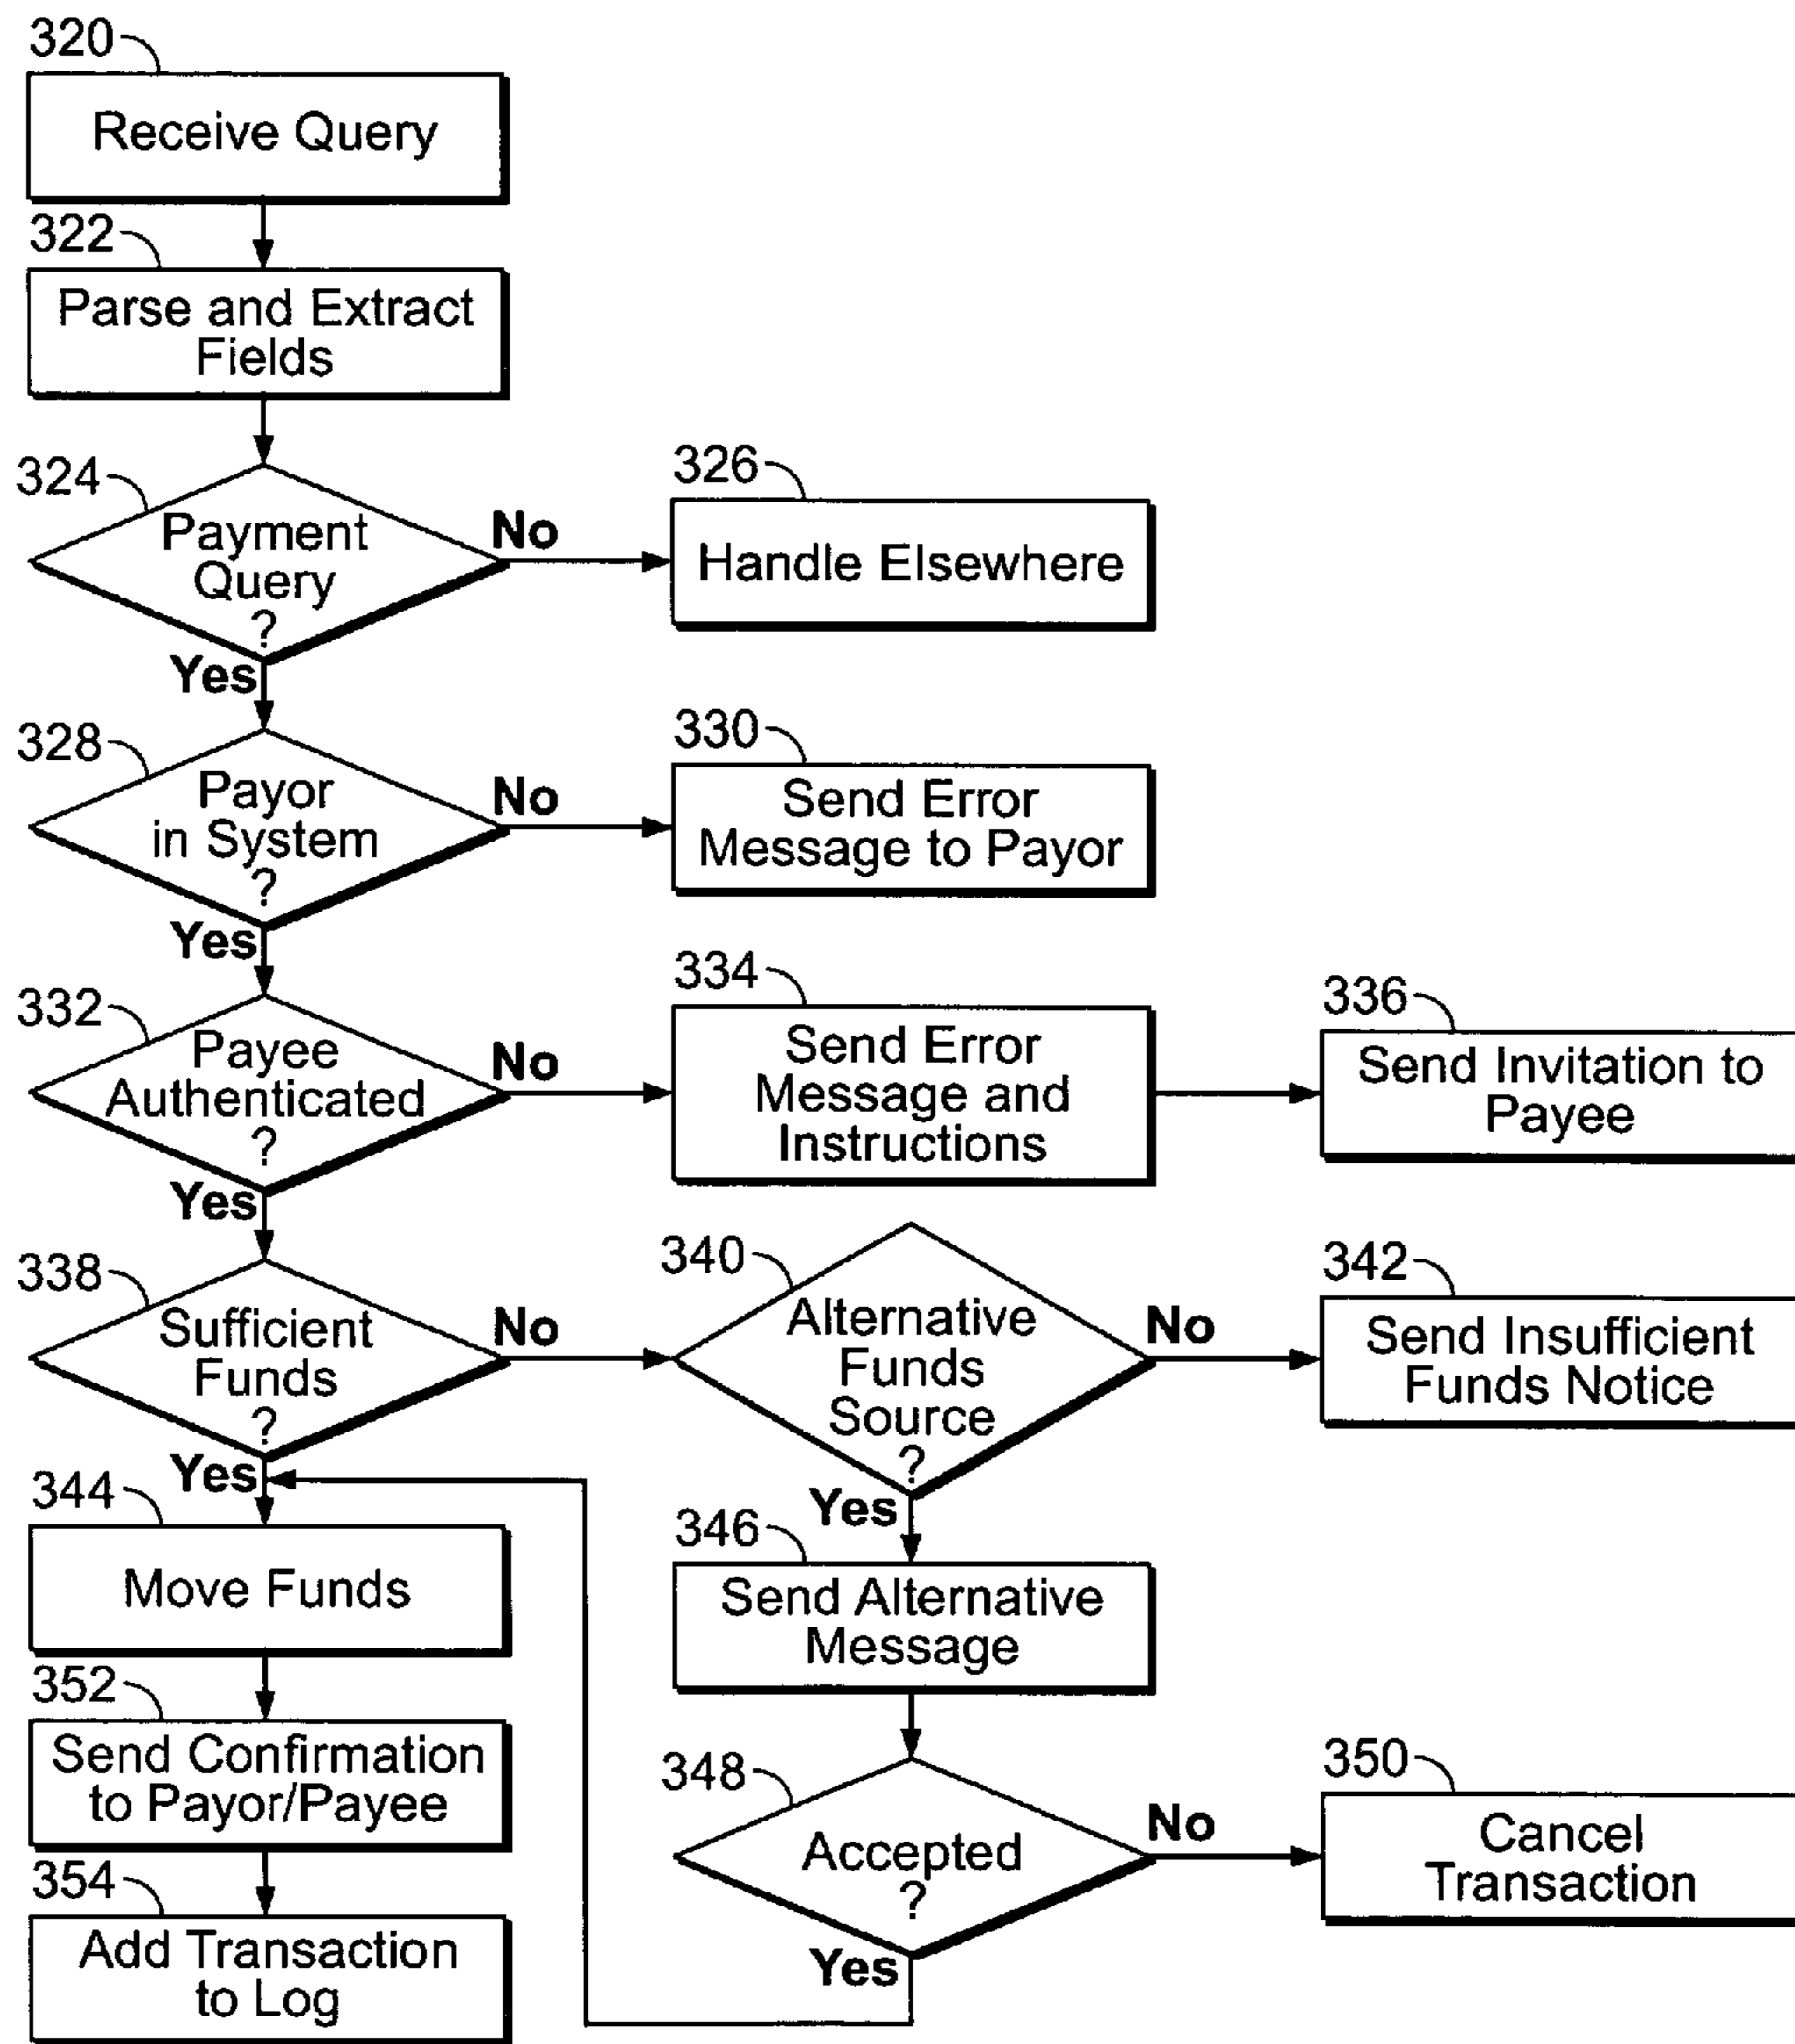 320
Receive Query
322
Parse and Extract
Fields
324
Payment
Query
?
No
326
Handle Elsewhere
Yes
328
Payor
in System
?
No
330
Send Error
Message to Payor
Yes
332
Payee
Authenticated
?
No
334
Send Error
Message and
Instructions
336
Send Invitation to
Payee
Yes
338
Sufficient
Funds
?
No
340
Alternative
Funds
Source
?
No
342
Send Insufficient
Funds Notice
Yes
344
Move Funds
Yes
346
Send Alternative
Message
352
Send Confirmation
to Payor/Payee
348
Accepted
?
No
350
Cancel
Transaction
354
Add Transaction
to Log
Yes